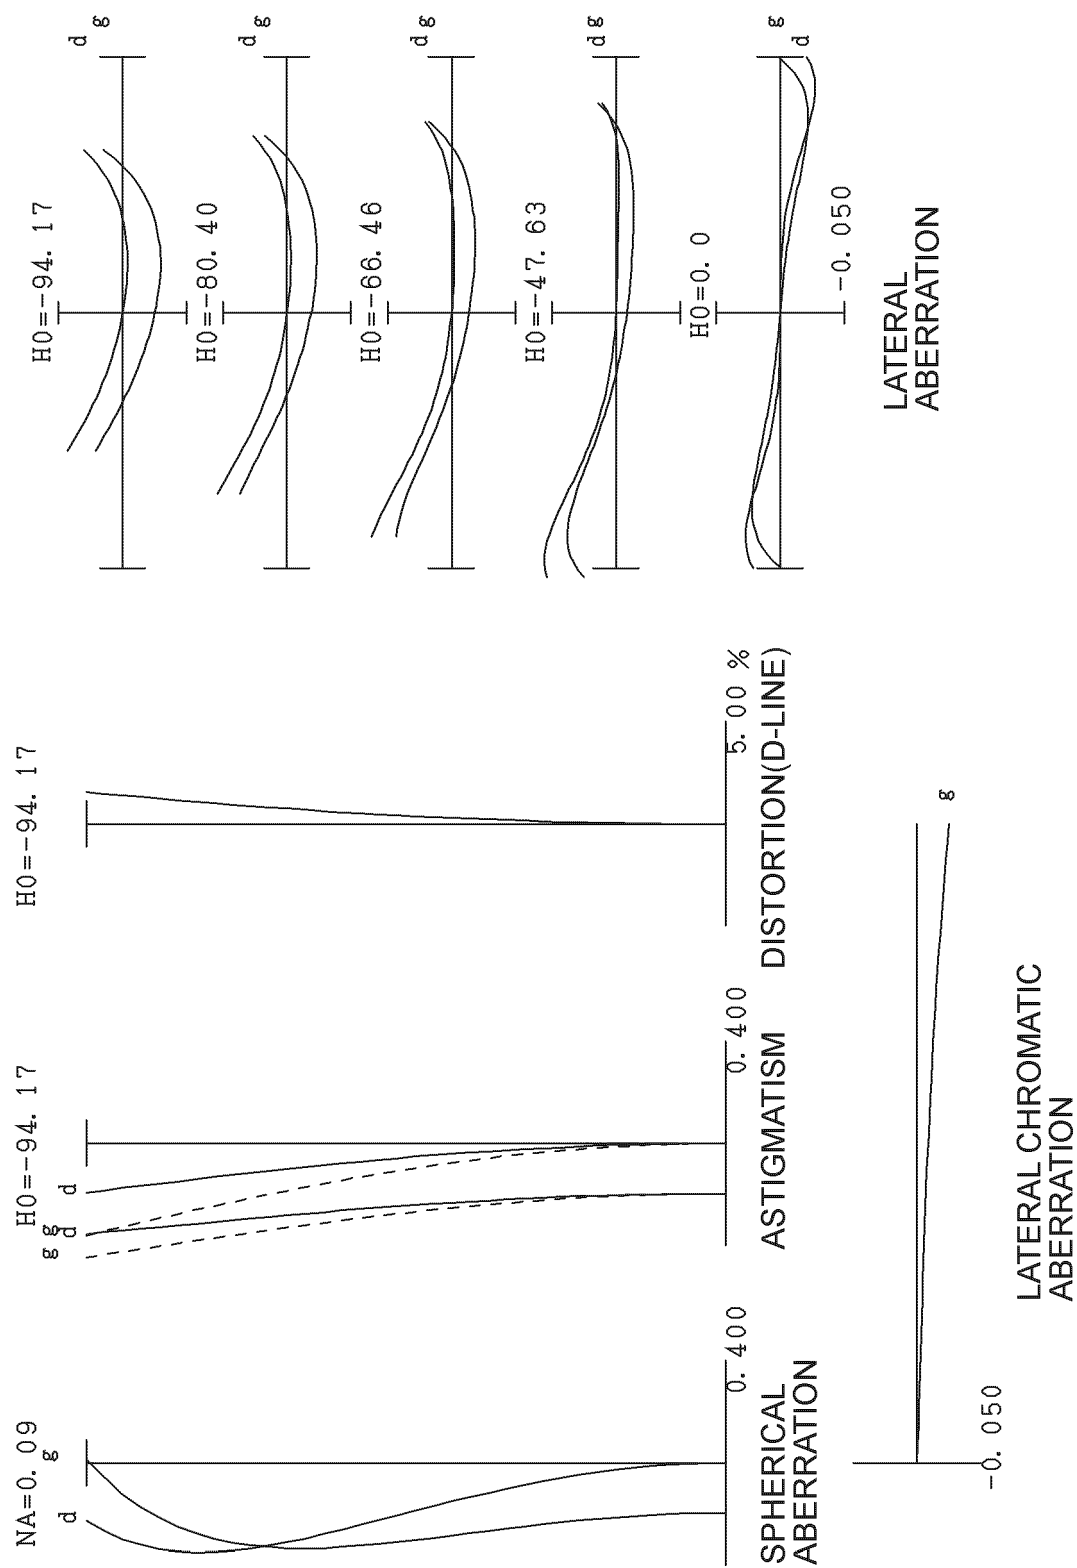 NA=0.09
g
d
0.400
SPHERICAL
ABERRATION
H0=-94.17
g g
d d
0.400
ASTIGMATISM
H0=-94.17
5.00 %
DISTORTION(D-LINE)
H0=-94.17
d
g
H0=-80.40
d
g
H0=-66.46
d
g
H0=-47.63
d
g
H0=0.0
g
d
-0.050
LATERAL
ABERRATION
g
-0.050
LATERAL CHROMATIC
ABERRATION